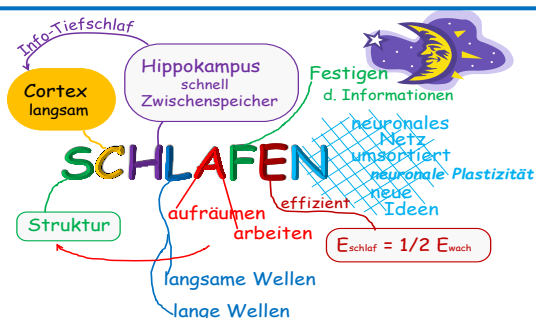 Info-Tiefschlaf
Cortex
langsam
Hippokampus
schnell
Zwischenspeicher
Festigen
d. Informationen
neuronales
Netz
umsortiert
neuronale Plastizität
neue
Ideen
SCHLAFEN
Struktur
aufräumen
arbeiten
effizient
Eschlaf = 1/2 Ewach
langsame Wellen
lange Wellen